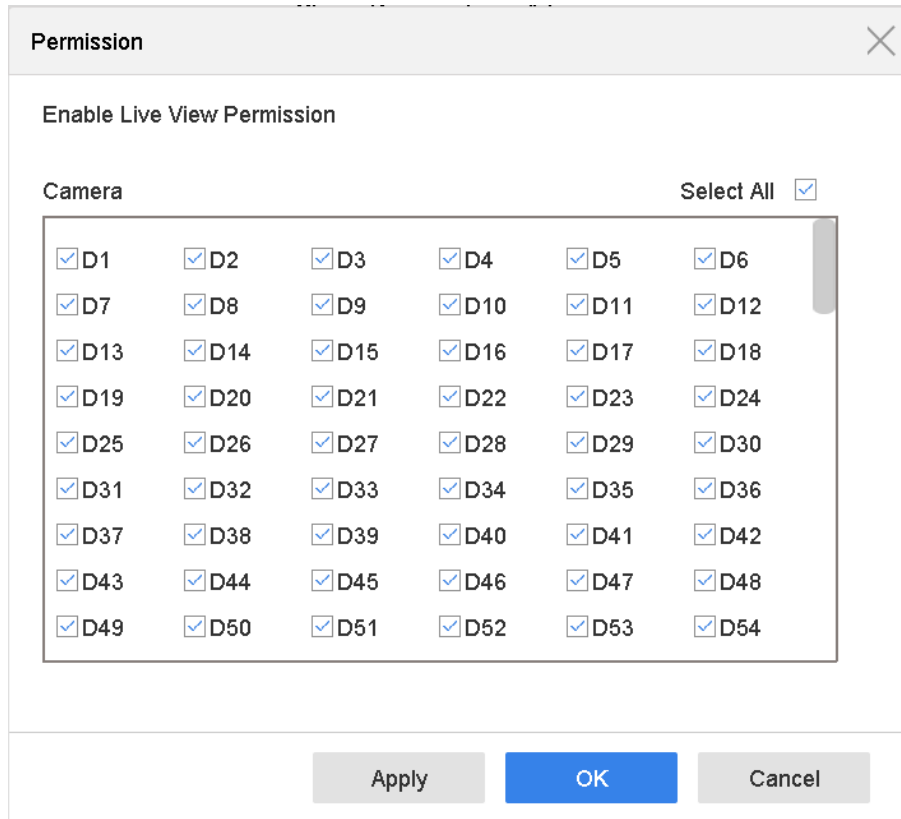 Permission
Enable Live View Permission
Camera Select All
D1 D2 D3 D4 D5 D6
D7 D8 D9 D10 D11 D12
D13 D14 D15 D16 D17 D18
D19 D20 D21 D22 D23 D24
D25 D26 D27 D28 D29 D30
D31 D32 D33 D34 D35 D36
D37 D38 D39 D40 D41 D42
D43 D44 D45 D46 D47 D48
D49 D50 D51 D52 D53 D54
Apply OK Cancel